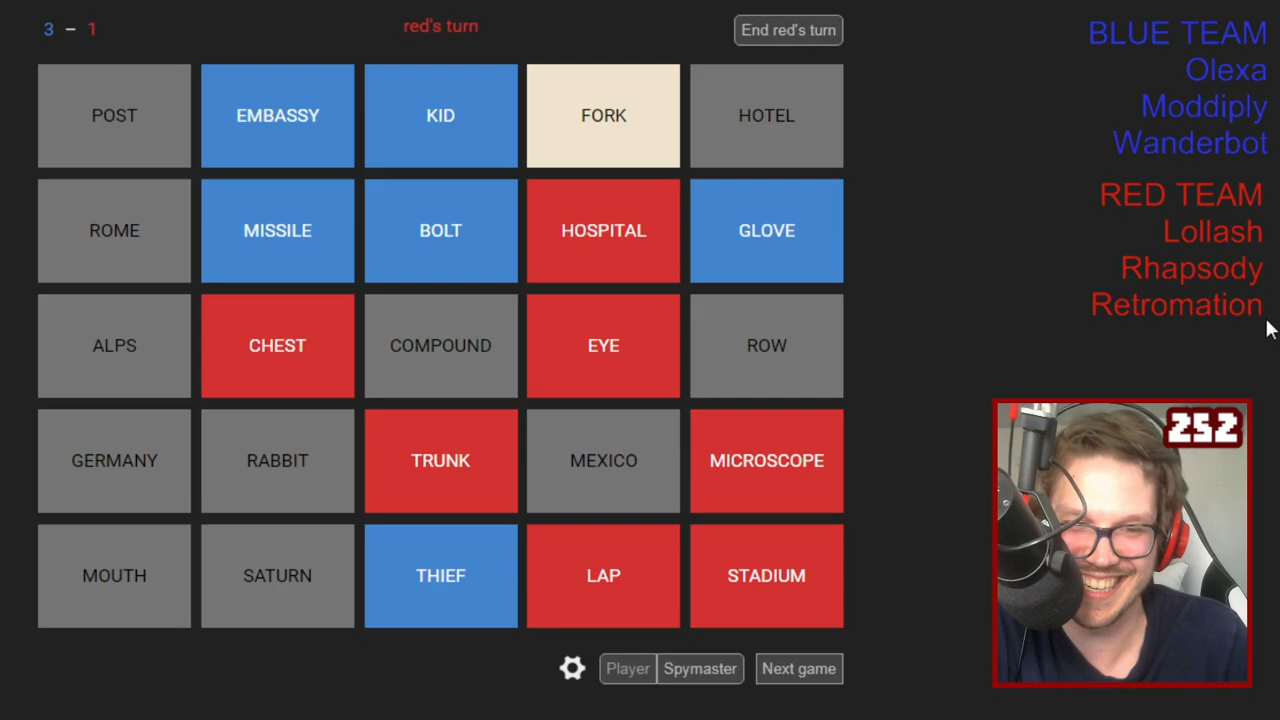 3 – 1
red's turn
End red's turn
POST
EMBASSY
KID
FORK
HOTEL
ROME
MISSILE
BOLT
HOSPITAL
GLOVE
ALPS
CHEST
COMPOUND
EYE
ROW
GERMANY
RABBIT
TRUNK
MEXICO
MICROSCOPE
MOUTH
SATURN
THIEF
LAP
STADIUM
Player
Spymaster
Next game
BLUE TEAM
Olexa
Moddiply
Wanderbot
RED TEAM
Lollash
Rhapsody
Retromation
252